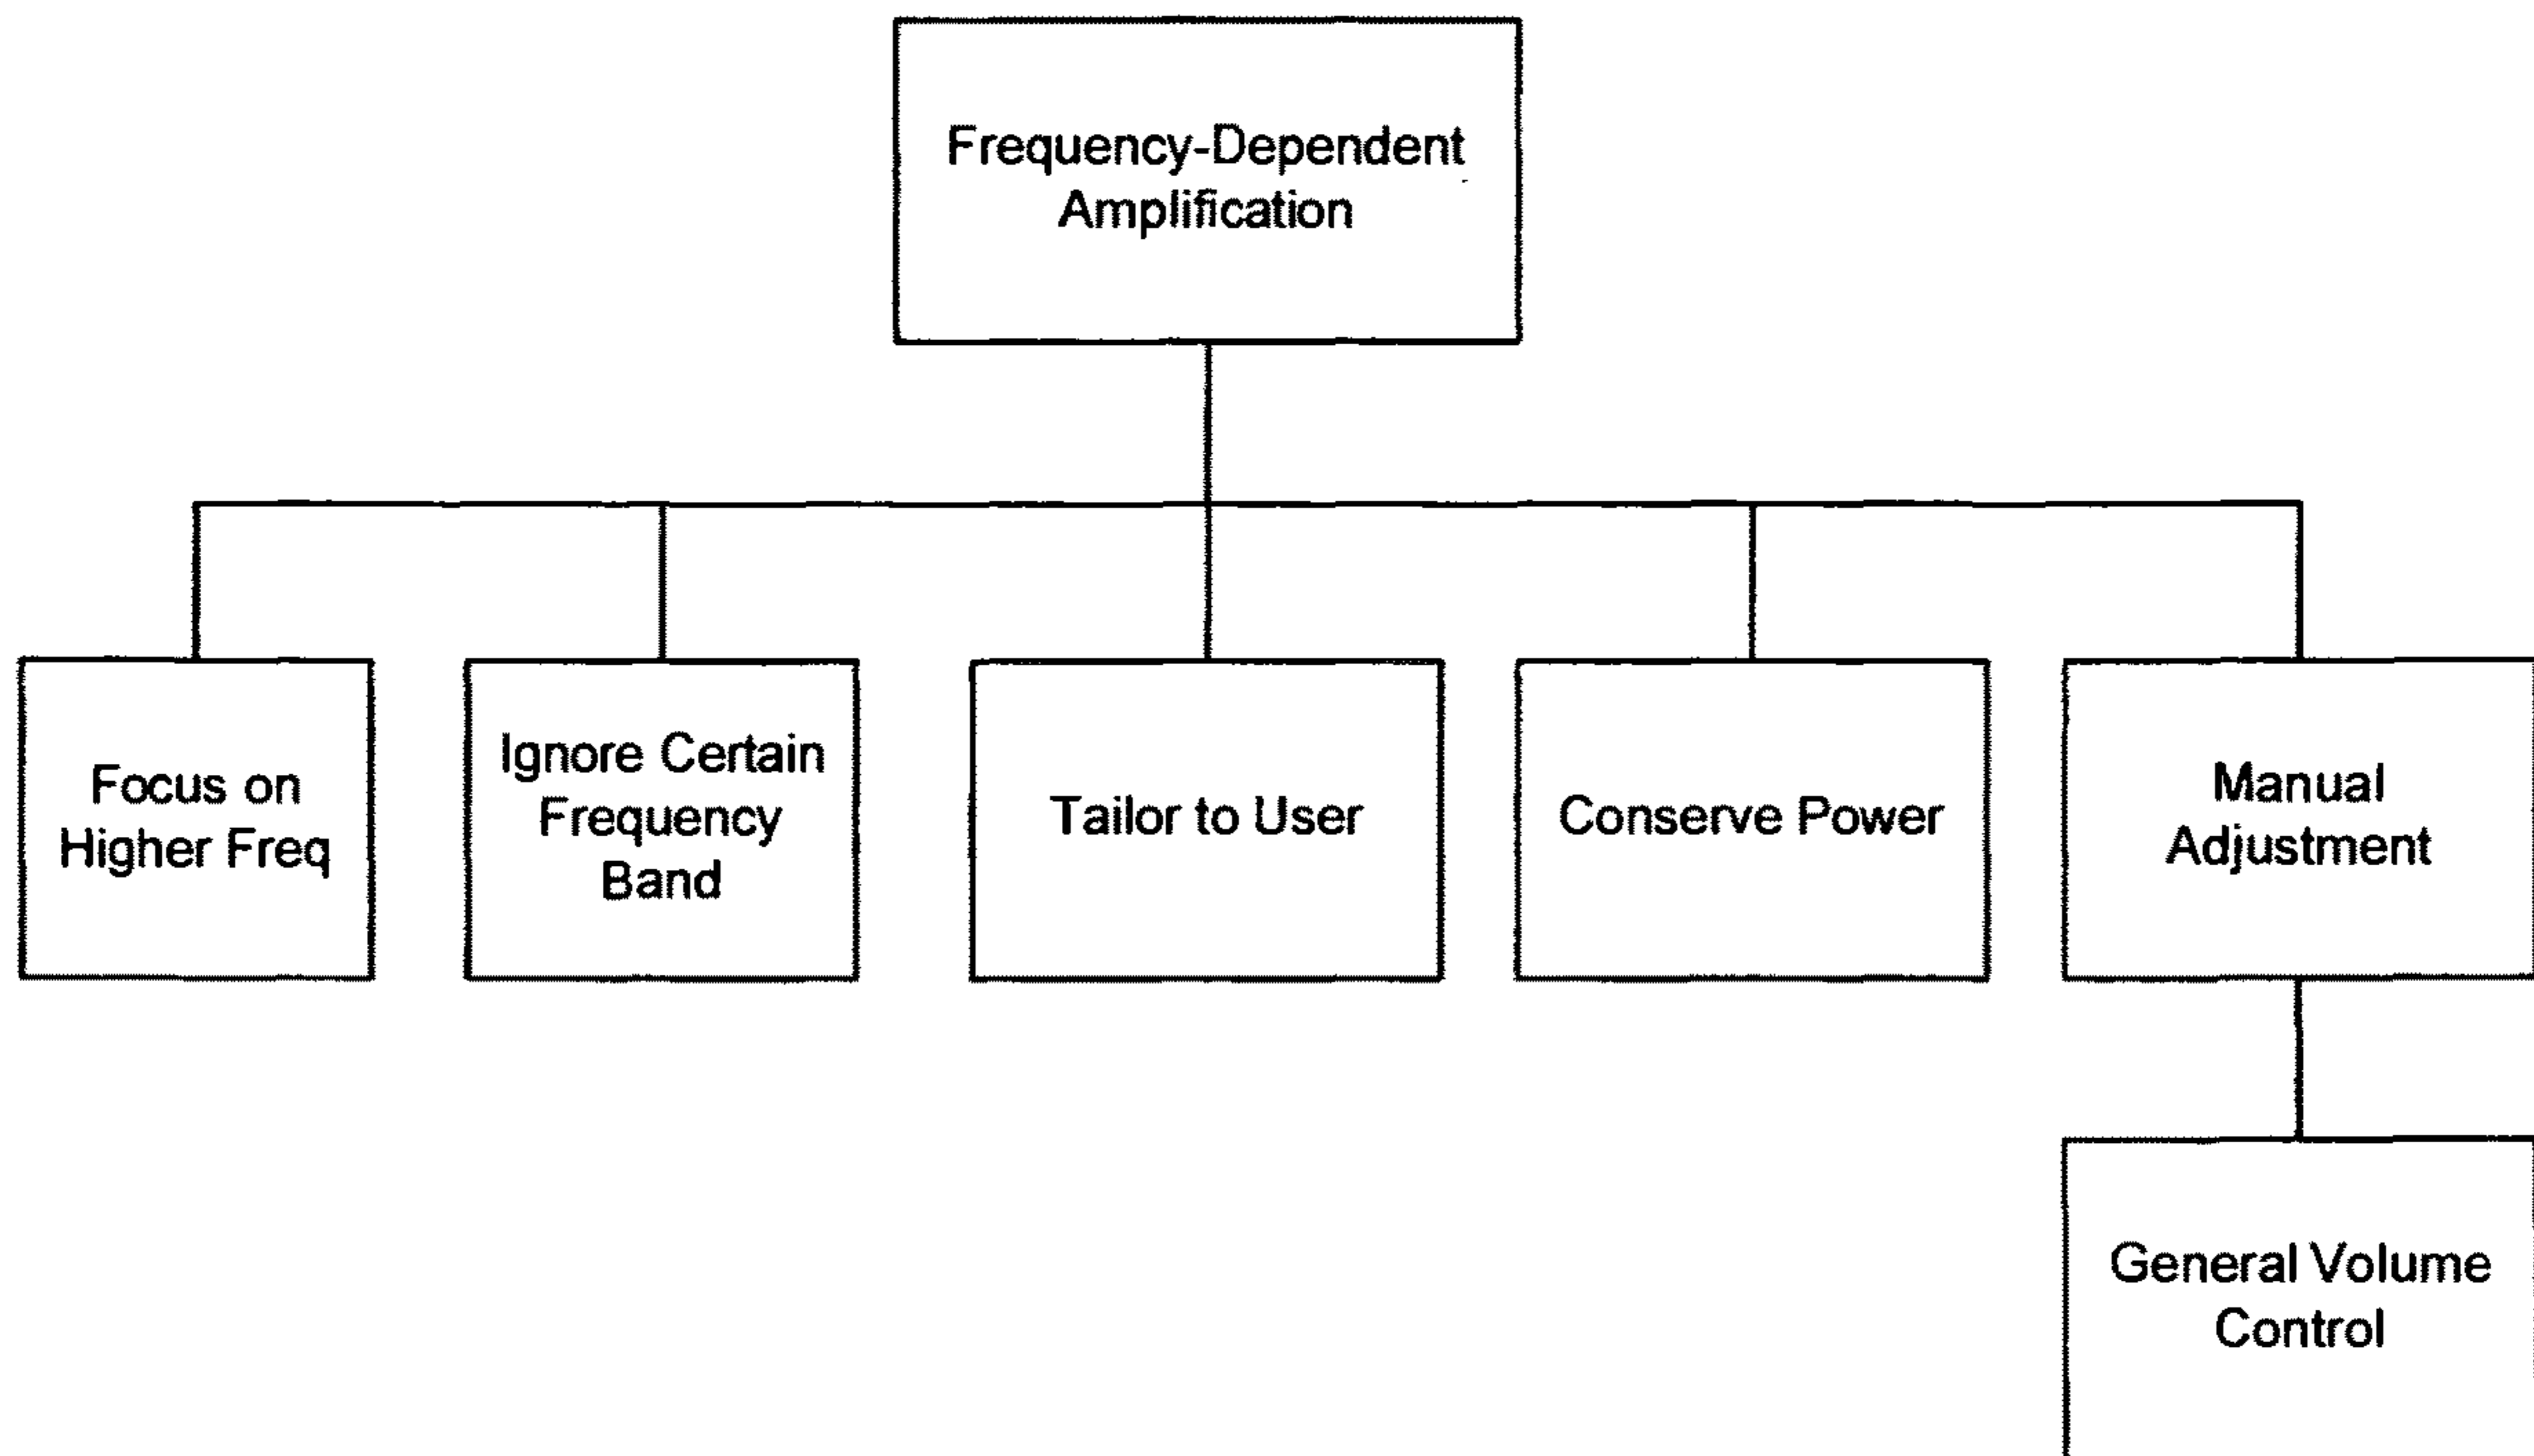 Frequency-Dependent
Amplification
Focus on
Higher Freq
Ignore Certain
Frequency
Band
Tailor to User
Conserve Power
Manual
Adjustment
General Volume
Control